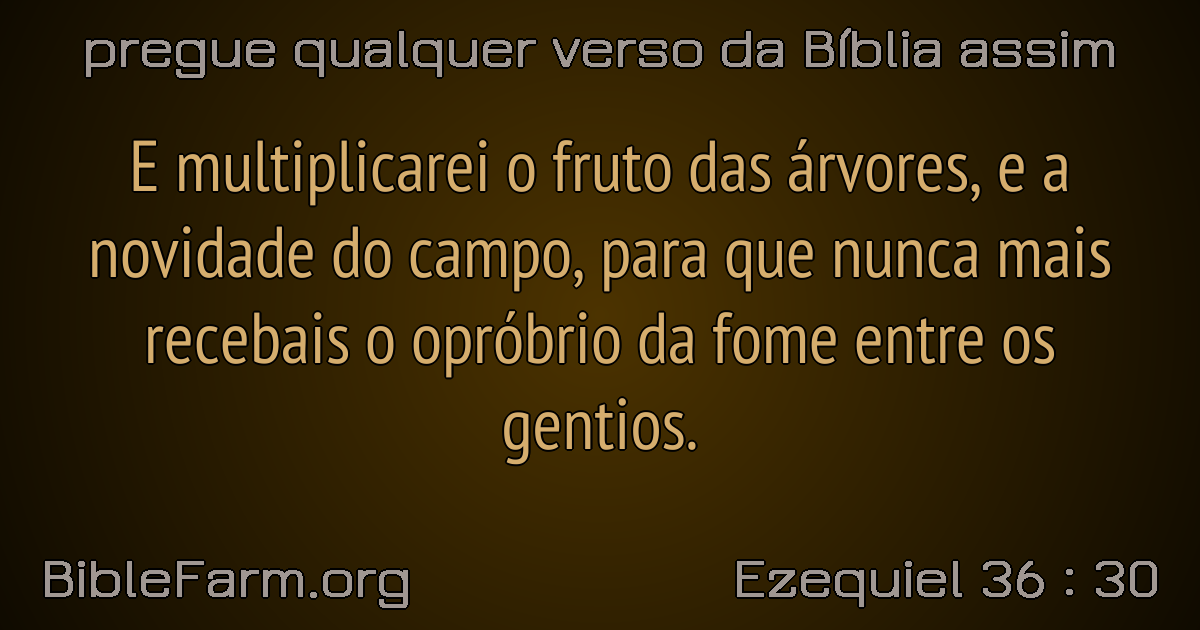 pregue qualquer verso da Bíblia assim
E multiplicarei o fruto das árvores, e a
novidade do campo, para que nunca mais
recebais o opróbrio da fome entre os
gentios.
BibleFarm.org
Ezequiel 36 : 30